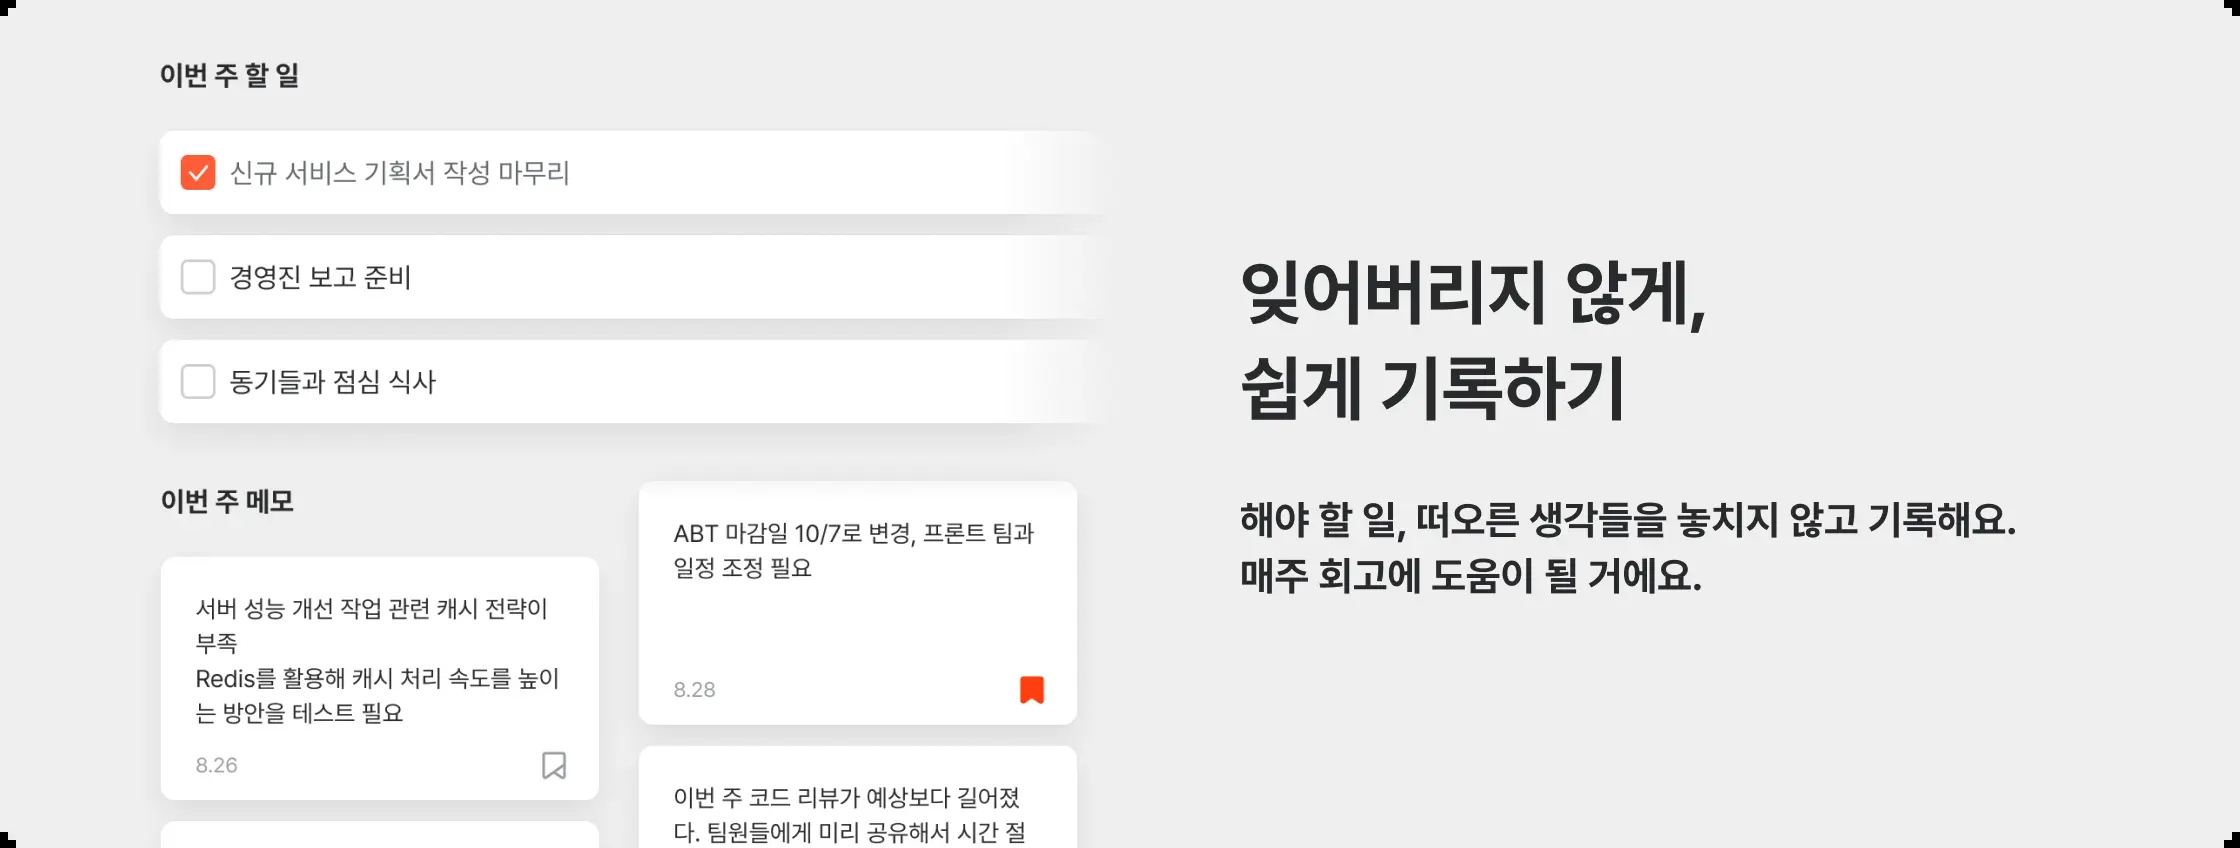 이번 주 할 일
신규 서비스 기획서 작성 마무리
경영진 보고 준비
동기들과 점심 식사
이번 주 메모
서버 성능 개선 작업 관련 캐시 전략이
부족
Redis를 활용해 캐시 처리 속도를 높이
는 방안을 테스트 필요
8.26
ABT 마감일 10/7로 변경, 프론트 팀과
일정 조정 필요
8.28
이번 주 코드 리뷰가 예상보다 길어졌
다. 팀원들에게 미리 공유해서 시간 절
잊어버리지 않게,
쉽게 기록하기
해야 할 일, 떠오른 생각들을 놓치지 않고 기록해요.
매주 회고에 도움이 될 거에요.